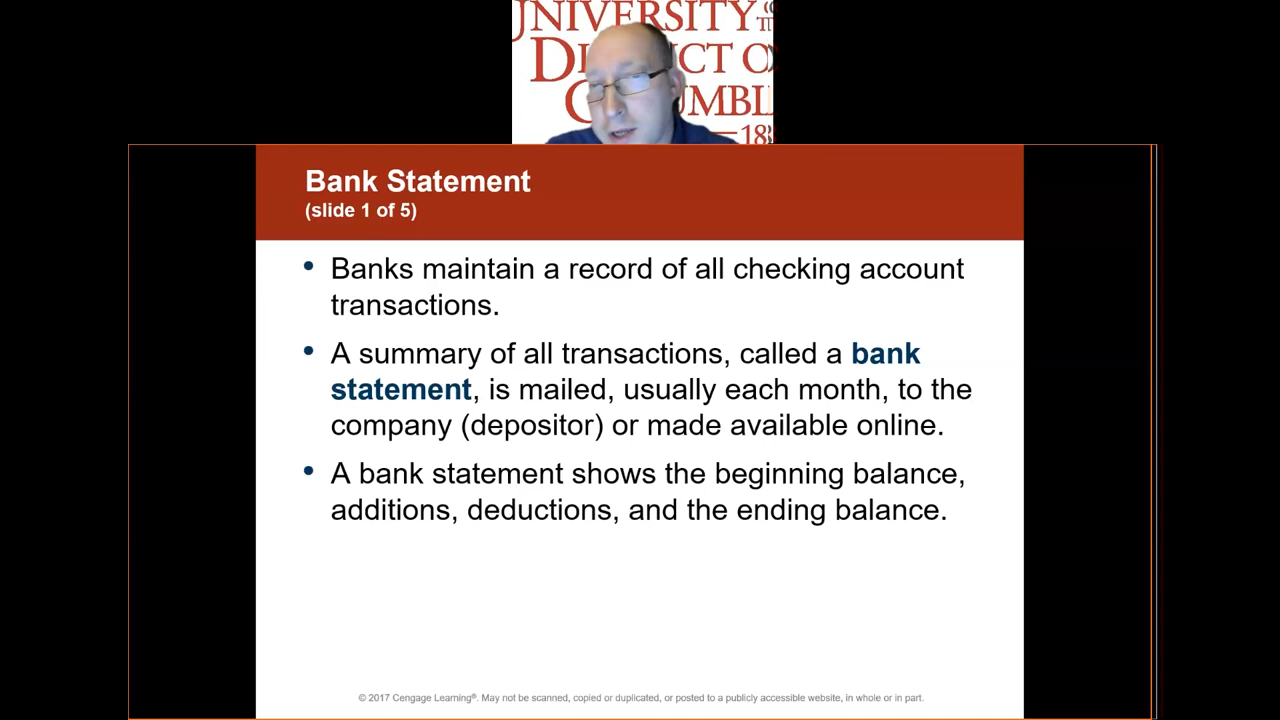 UNIVERSITY
DISTRICT O
C UMBI
—18
Bank Statement
(slide 1 of 5)
• Banks maintain a record of all checking account
transactions.
• A summary of all transactions, called a bank
statement, is mailed, usually each month, to the
company (depositor) or made available online.
• A bank statement shows the beginning balance,
additions, deductions, and the ending balance.
© 2017 Cengage Learning®. May not be scanned, copied or duplicated, or posted to a publicly accessible website, in whole or in part.